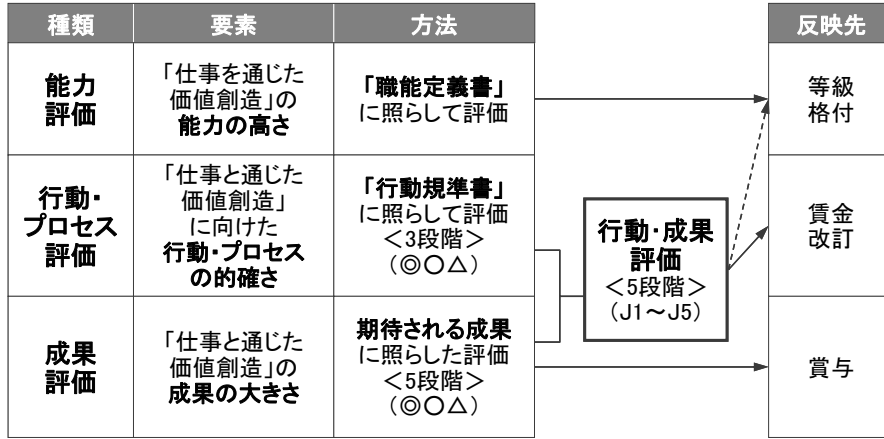 種類
要素
方法
反映先
能力
評価
「仕事を通じた
価値創造」の
能力の高さ
「職能定義書」
に照らして評価
等級
格付
行動・
プロセス
評価
「仕事と通じた
価値創造」
に向けた
行動・プロセス
の的確さ
「行動規準書」
に照らして評価
＜3段階＞
（◎○△）
行動・成果
評価
＜5段階＞
（J1～J5）
賃金
改訂
成果
評価
「仕事と通じた
価値創造」の
成果の大きさ
期待される成果
に照らした評価
＜5段階＞
（◎○△）
賞与